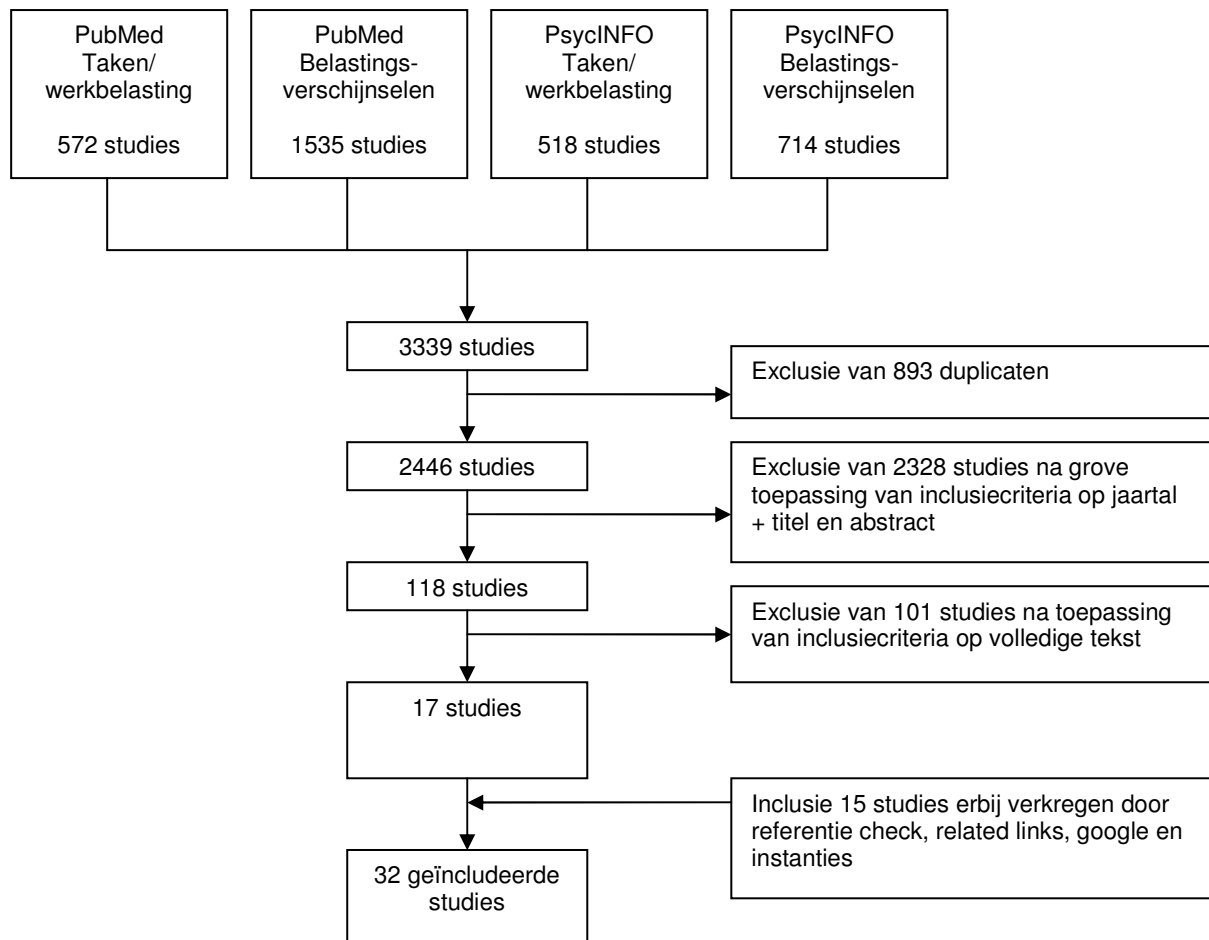 PubMed
Taken/
werkbelasting
572 studies
PubMed
Belastings-
verschijnselen
1535 studies
PsycINFO
Taken/
werkbelasting
518 studies
PsycINFO
Belastings-
verschijnselen
714 studies
3339 studies
Exclusie van 893 duplicaten
2446 studies
Exclusie van 2328 studies na grove
toepassing van inclusiecriteria op jaartal
+ titel en abstract
118 studies
Exclusie van 101 studies na toepassing
van inclusiecriteria op volledige tekst
17 studies
Inclusie 15 studies erbij verkregen door
referentie check, related links, google en
instanties
32 geïncludeerde
studies